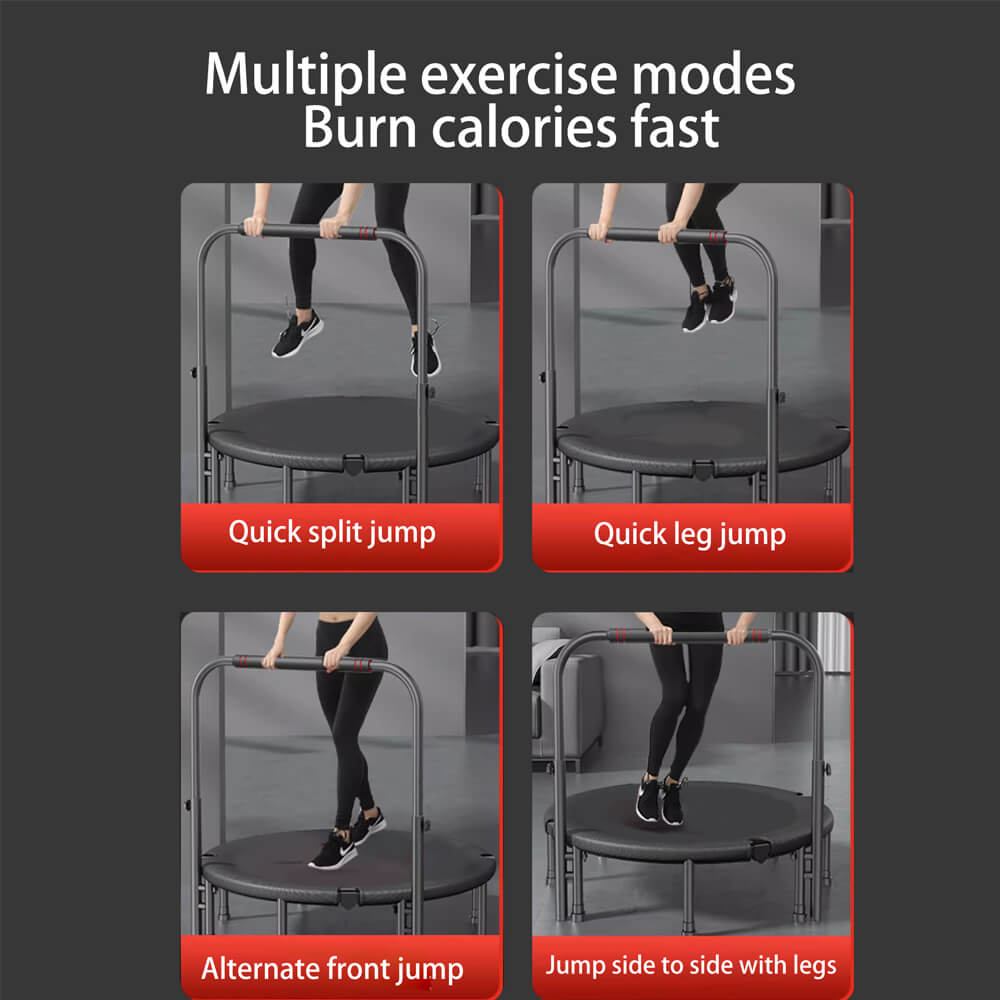 Multiple exercise modes
Burn calories fast
Quick split jump
Quick leg jump
Alternate front jump
Jump side to side with legs